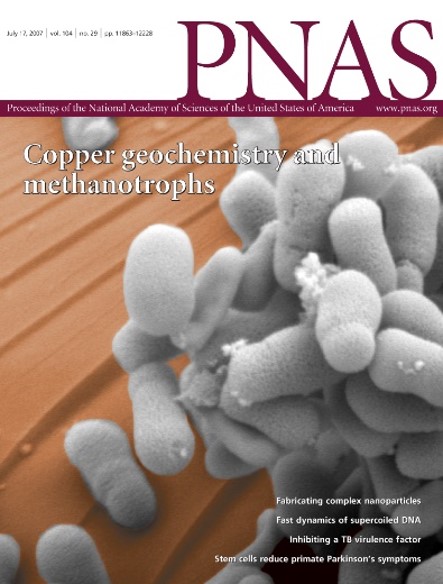 July 17, 2007 | vol. 104 | no. 29 | pp. 11863–12228
PNAS
Proceedings of the National Academy of Sciences of the United States of America www.pnas.org
Copper geochemistry and
methanotrophs
Fabricating complex nanoparticles
Fast dynamics of supercoiled DNA
Inhibiting a TB virulence factor
Stem cells reduce primate Parkinson's symptoms